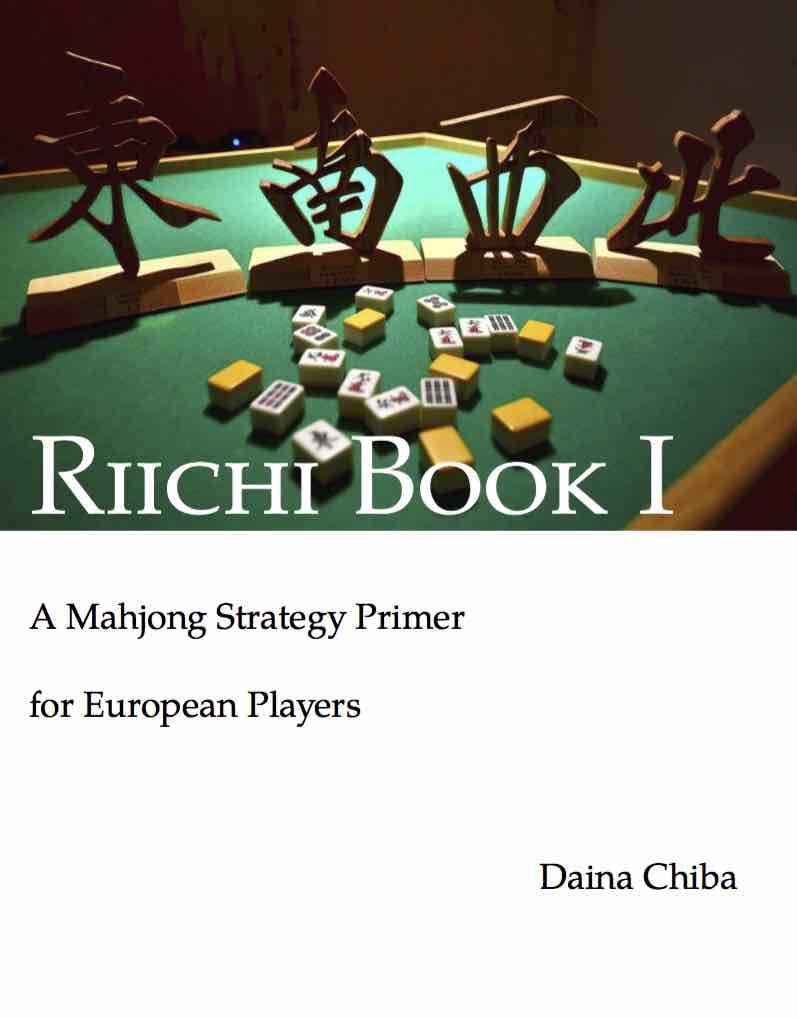 東 南 西 北
RIICHI BOOK I
A Mahjong Strategy Primer
for European Players
Daina Chiba